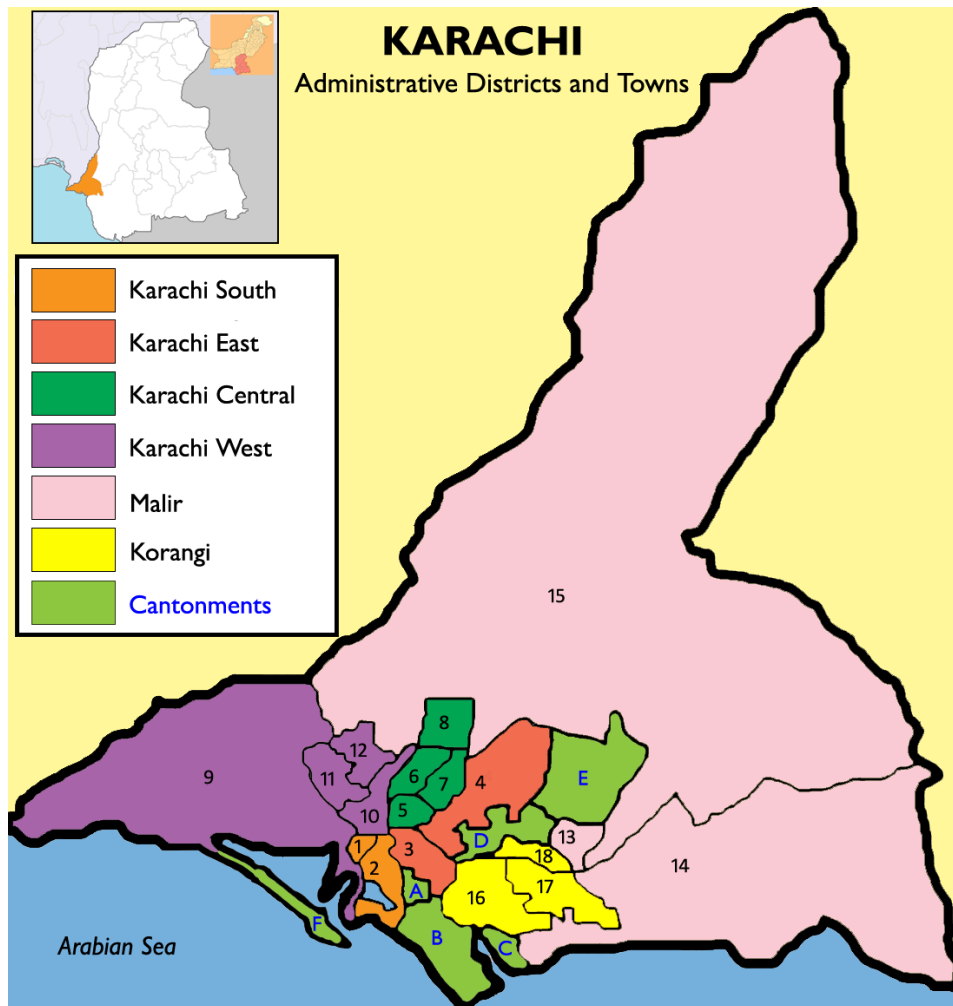 KARACHI
Administrative Districts and Towns
Karachi South
Karachi East
Karachi Central
Karachi West
Malir
Korangi
Cantonments
15
8
12
9
11
6
7
4
E
10
5
1
2
3
D
13
18
14
A
16
17
F
B
C
Arabian Sea